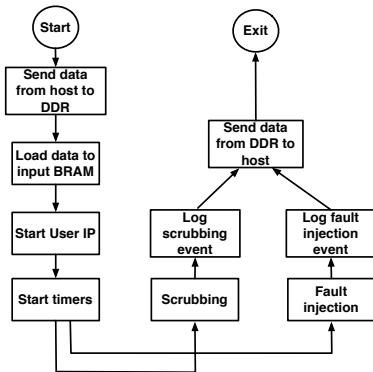 Start
Send data
from host to
DDR
Load data to
input BRAM
Start User IP
Start timers
Exit
Send data
from DDR to
host
Log
scrubbing
event
Scrubbing
Log fault
injection
event
Fault
injection